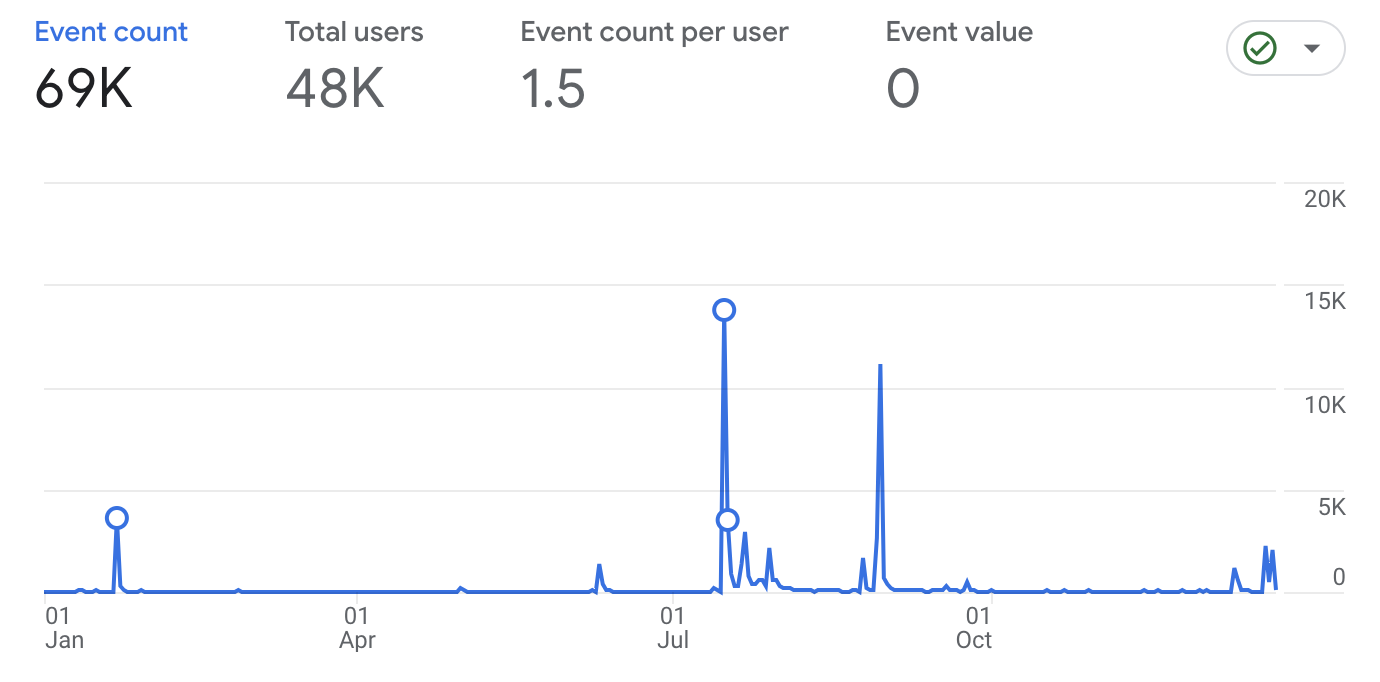 Event count
69K
Total users
48K
Event count per user
1.5
Event value
0
20K
15K
10K
5K
0
01
Jan
01
Apr
01
Jul
01
Oct